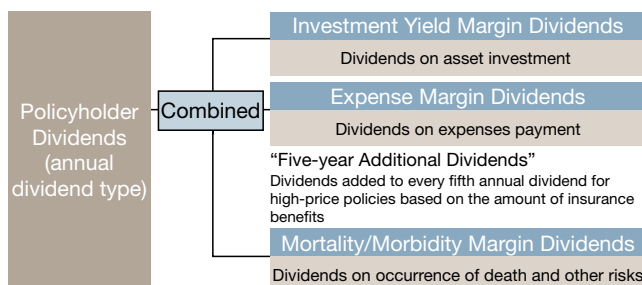 Policyholder
Dividends
(annual
dividend type)
Combined
Investment Yield Margin Dividends
Dividends on asset investment
Expense Margin Dividends
Dividends on expenses payment
“Five-year Additional Dividends”
Dividends added to every fifth annual dividend for
high-price policies based on the amount of insurance
benefits
Mortality/Morbidity Margin Dividends
Dividends on occurrence of death and other risks